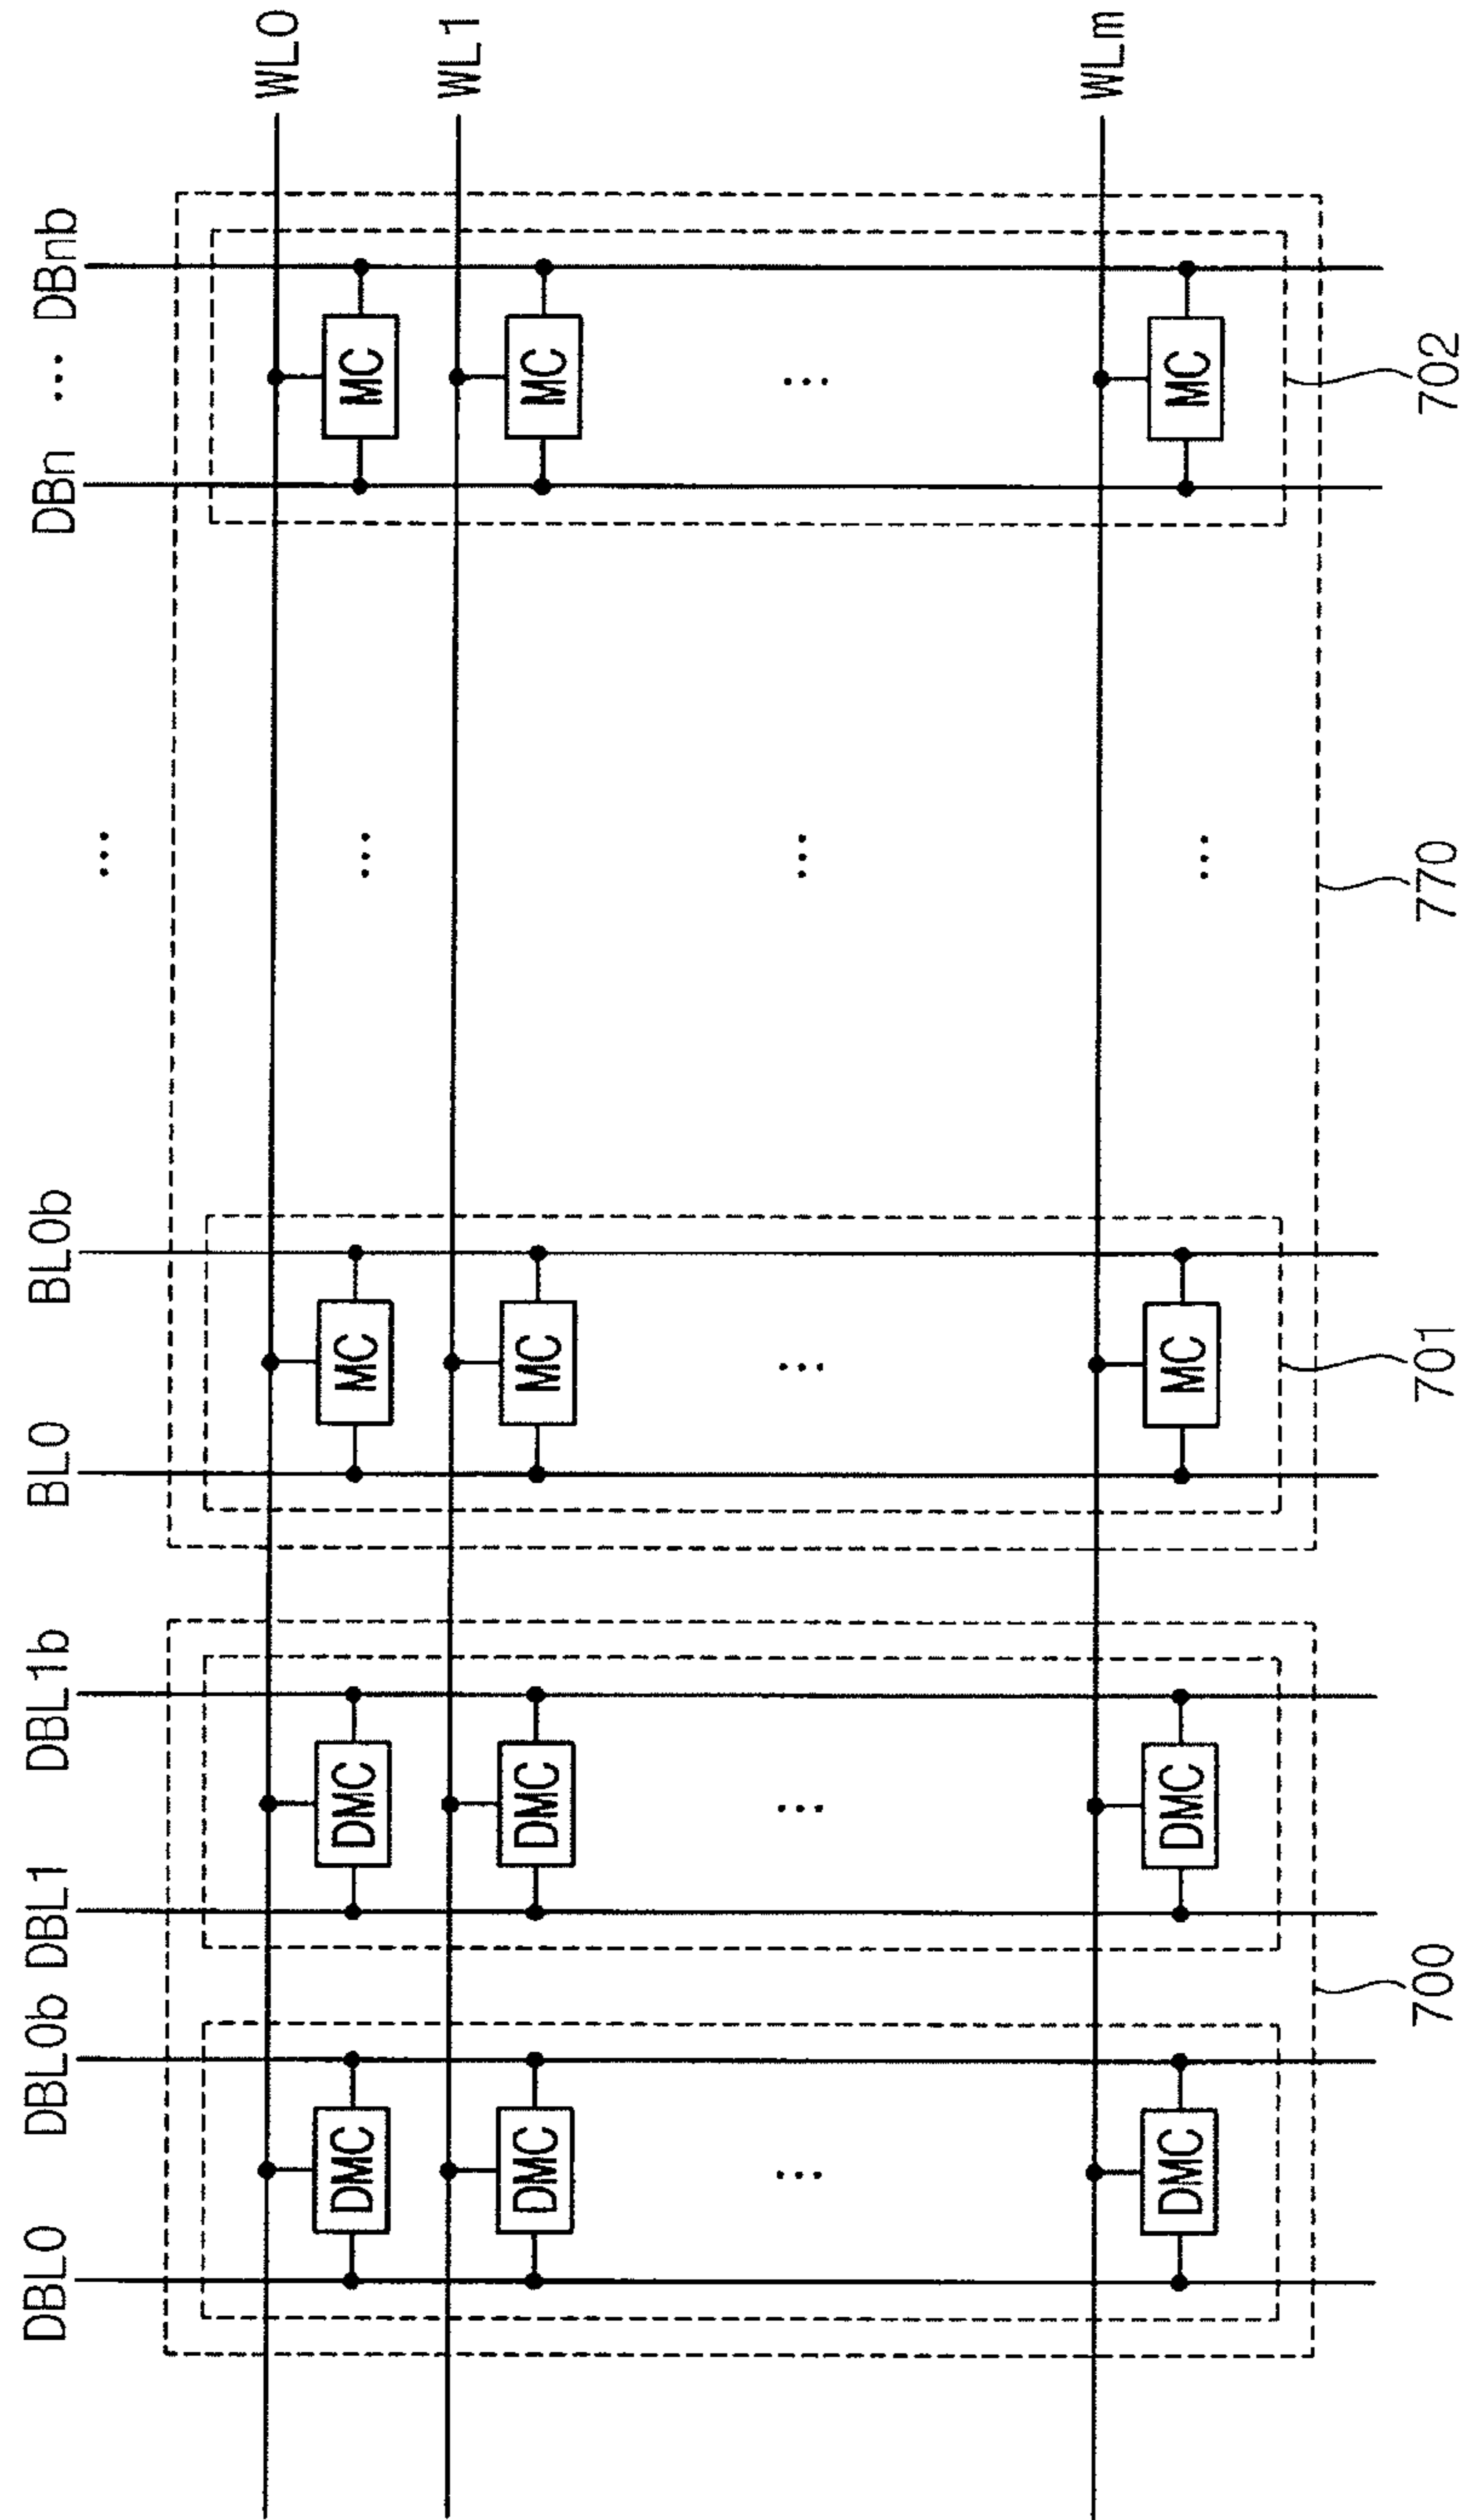 DBL0 DBL0b DBL1 DBL1b BL0 BL0b ... DBn ... DBnb
WL0
DMC DMC MC ... MC
WL1
DMC DMC MC MC
... ... ... ... ...
WLm
DMC DMC MC ... MC
700 701 770 702